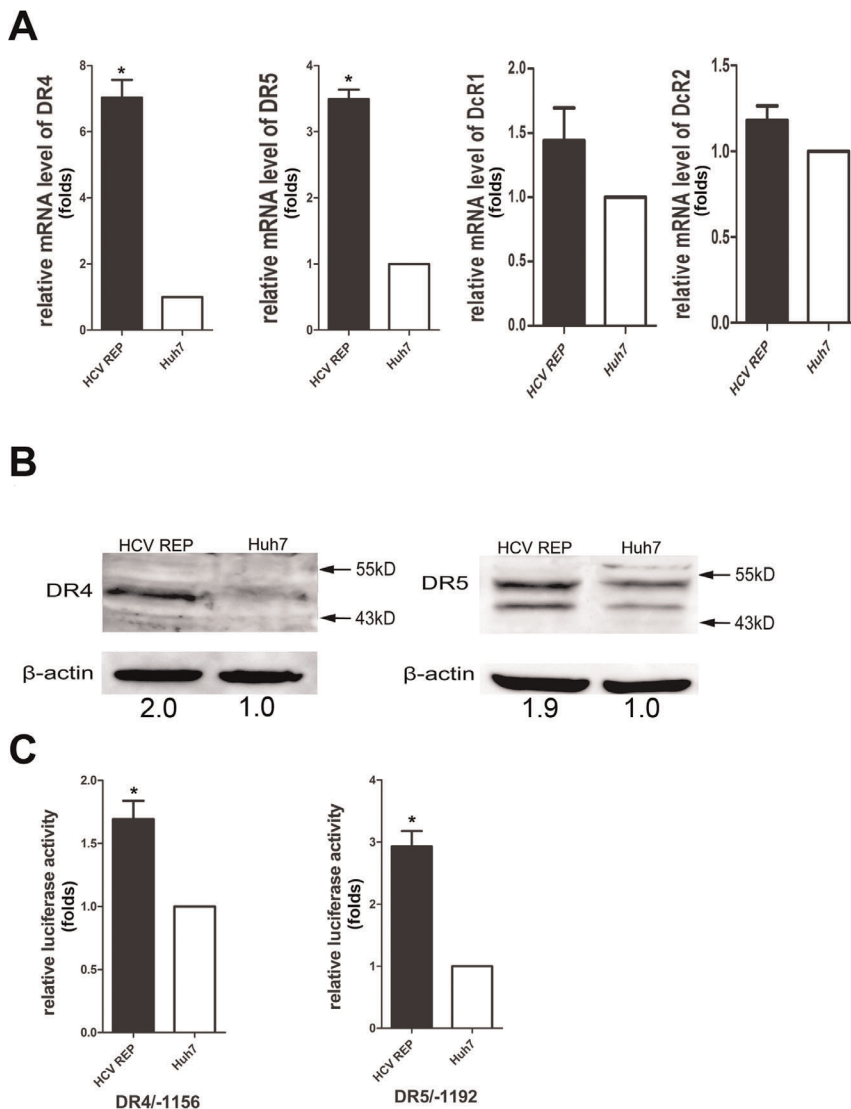 A
relative mRNA level of DR4
(folds)
8
6
4
2
0
*
HCV REP
Huh7
relative mRNA level of DR5
(folds)
4
3
2
1
0
*
HCV REP
Huh7
relative mRNA level of DcR1
(folds)
2.0
1.5
1.0
0.5
0.0
HCV REP
Huh7
relative mRNA level of DcR2
(folds)
1.5
1.0
0.5
0.0
HCV REP
Huh7
B
HCV REP Huh7
DR4
55kD
43kD
β-actin
2.0 1.0
HCV REP Huh7
DR5
55kD
43kD
β-actin
1.9 1.0
C
relative luciferase activity
(folds)
2.0
1.5
1.0
0.5
0.0
*
HCV REP
Huh7
DR4/-1156
relative luciferase activity
(folds)
4
3
2
1
0
*
HCV REP
Huh7
DR5/-1192